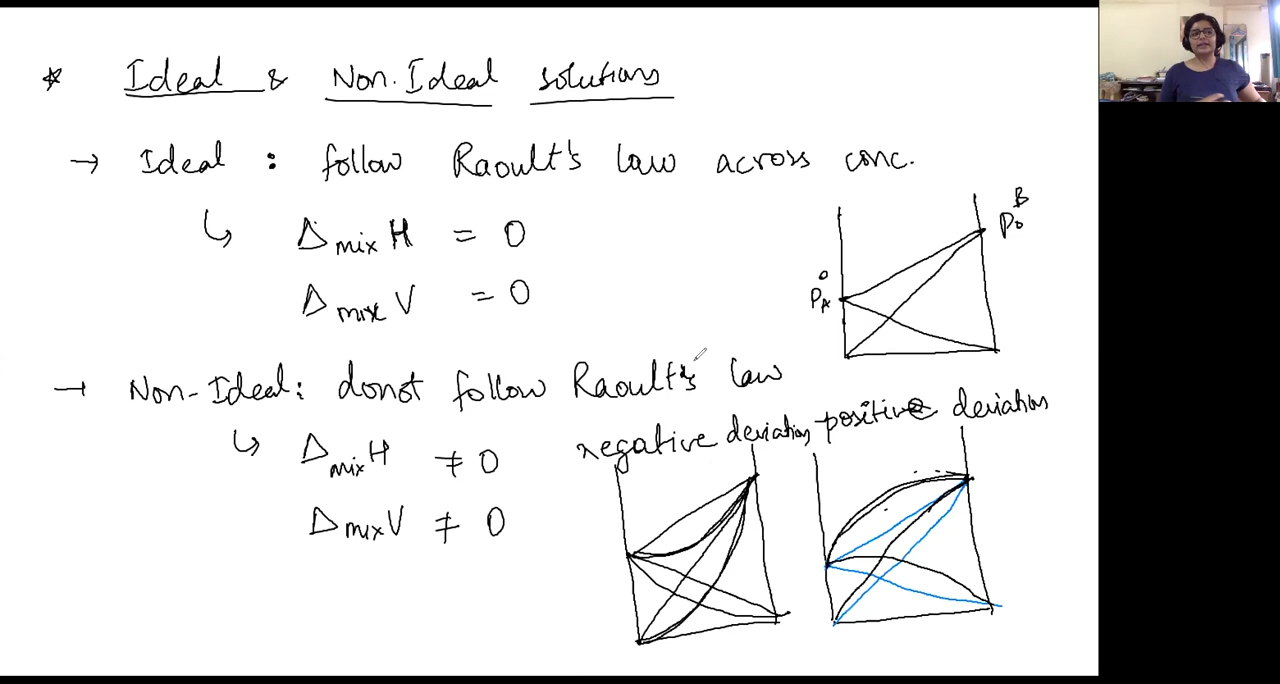 * Ideal & Non-Ideal solutions
→ Ideal : follow Raoult's law across conc.
↳ Δmix H = 0
Δmix V = 0
P°A
P°B
→ Non-Ideal: donot follow Raoult's law
↳ Δmix H ≠ 0
Δmix V ≠ 0
negative deviation
positive deviation